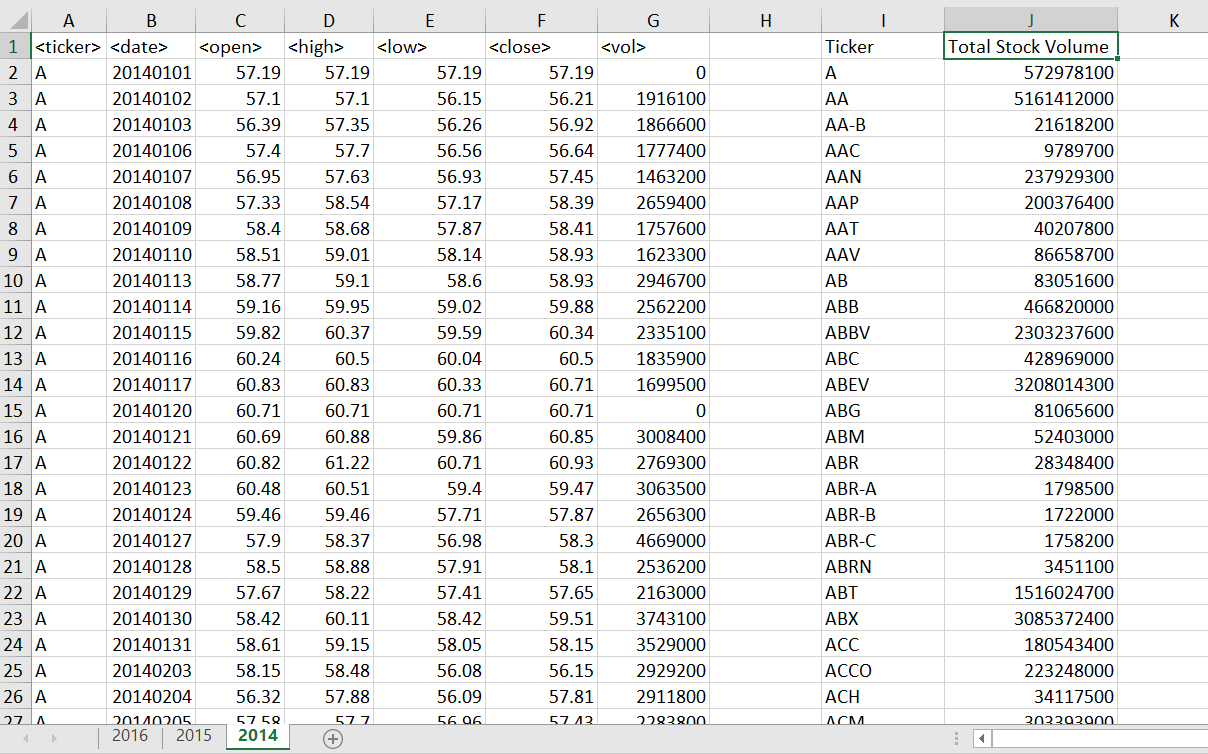 A B C D E F G H I J K
1 <ticker> <date> <open> <high> <low> <close> <vol> Ticker Total Stock Volume
2 A 20140101 57.19 57.19 57.19 57.19 0 A 572978100
3 A 20140102 57.1 57.1 56.15 56.21 1916100 AA 5161412000
4 A 20140103 56.39 57.35 56.26 56.92 1866600 AA-B 21618200
5 A 20140106 57.4 57.7 56.56 56.64 1777400 AAC 9789700
6 A 20140107 56.95 57.63 56.93 57.45 1463200 AAN 237929300
7 A 20140108 57.33 58.54 57.17 58.39 2659400 AAP 200376400
8 A 20140109 58.4 58.68 57.87 58.41 1757600 AAT 40207800
9 A 20140110 58.51 59.01 58.14 58.93 1623300 AAV 86658700
10 A 20140113 58.77 59.1 58.6 58.93 2946700 AB 83051600
11 A 20140114 59.16 59.95 59.02 59.88 2562200 ABB 466820000
12 A 20140115 59.82 60.37 59.59 60.34 2335100 ABBV 2303237600
13 A 20140116 60.24 60.5 60.04 60.5 1835900 ABC 428969000
14 A 20140117 60.83 60.83 60.33 60.71 1699500 ABEV 3208014300
15 A 20140120 60.71 60.71 60.71 60.71 0 ABG 81065600
16 A 20140121 60.69 60.88 59.86 60.85 3008400 ABM 52403000
17 A 20140122 60.82 61.22 60.71 60.93 2769300 ABR 28348400
18 A 20140123 60.48 60.51 59.4 59.47 3063500 ABR-A 1798500
19 A 20140124 59.46 59.46 57.71 57.87 2656300 ABR-B 1722000
20 A 20140127 57.9 58.37 56.98 58.3 4669000 ABR-C 1758200
21 A 20140128 58.5 58.88 57.91 58.1 2536200 ABRN 3451100
22 A 20140129 57.67 58.22 57.41 57.65 2163000 ABT 1516024700
23 A 20140130 58.42 60.11 58.42 59.51 3743100 ABX 3085372400
24 A 20140131 58.61 59.15 58.05 58.15 3529000 ACC 180543400
25 A 20140203 58.15 58.48 56.08 56.15 2929200 ACCO 223248000
26 A 20140204 56.32 57.88 56.09 57.81 2911800 ACH 34117500
27 A 20140205 57.58 57.7 56.96 57.43 2283800 ACM 303393900
2016 2015 2014